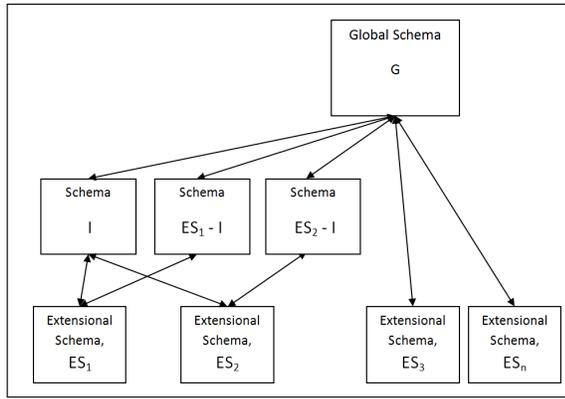 Global Schema
G
Schema
I
Schema
ES₁ - I
Schema
ES₂ - I
Extensional
Schema,
ES₁
Extensional
Schema,
ES₂
Extensional
Schema,
ES₃
Extensional
Schema,
ESₙ